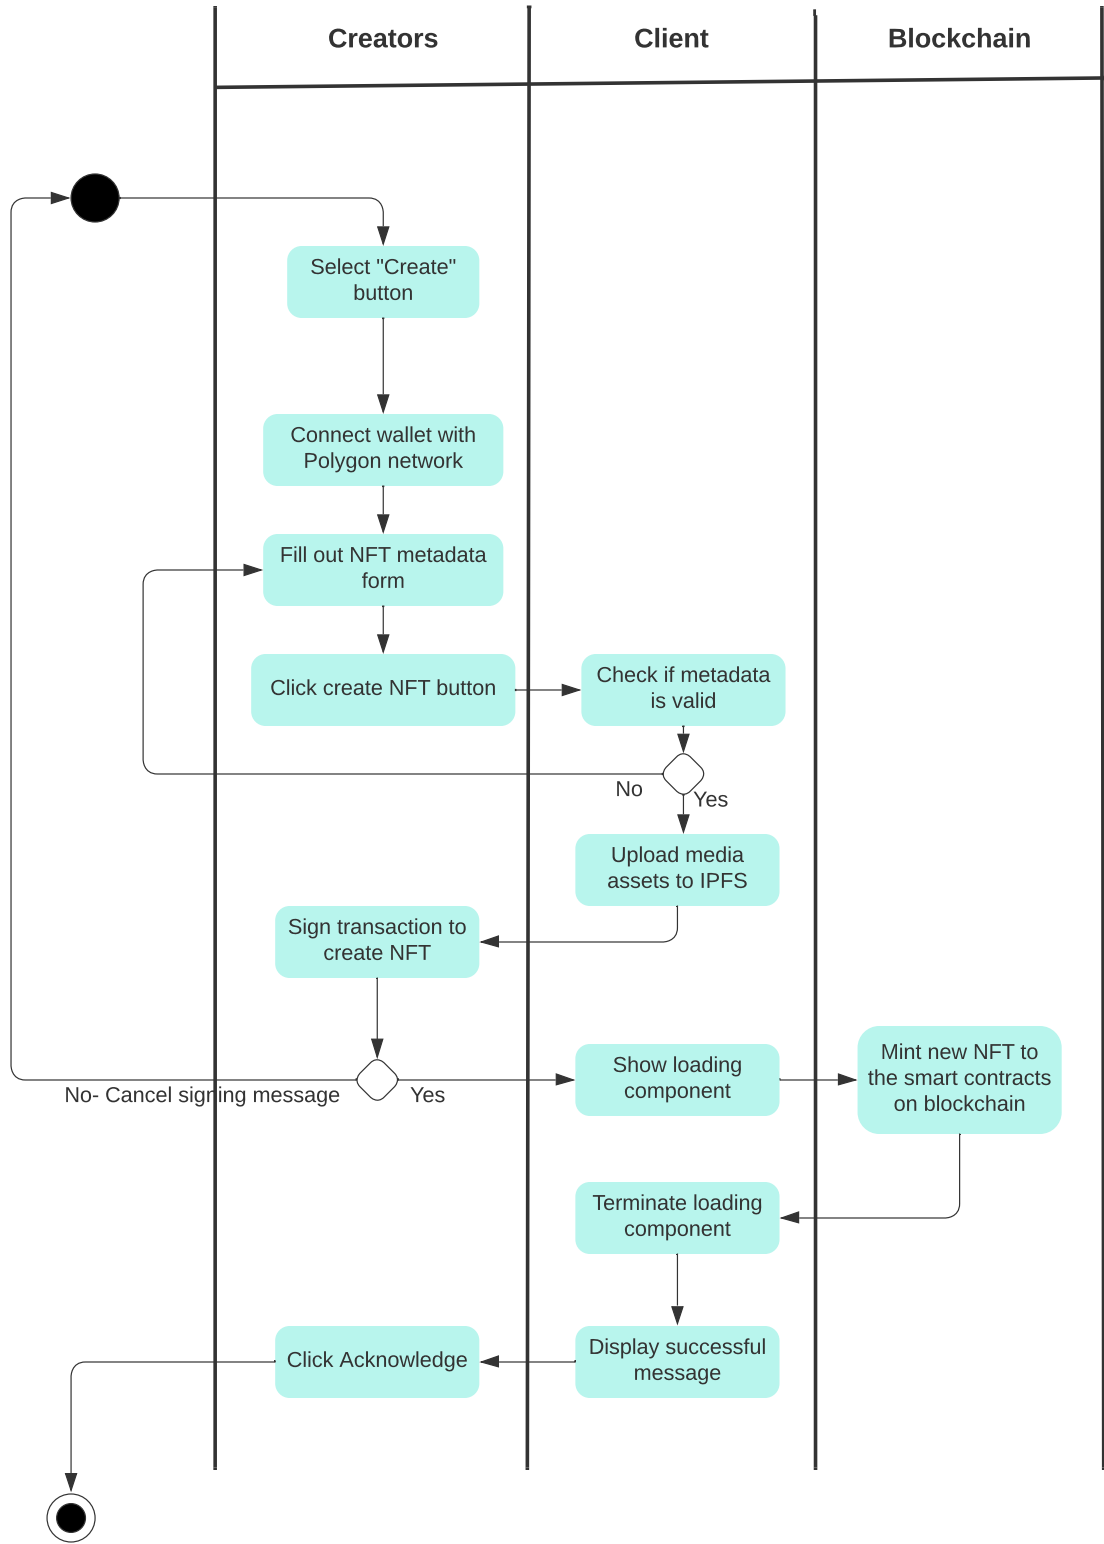 Creators
Client
Blockchain
Select "Create"
button
Connect wallet with
Polygon network
Fill out NFT metadata
form
Click create NFT button
Check if metadata
is valid
No
Yes
Upload media
assets to IPFS
Sign transaction to
create NFT
No- Cancel signing message
Yes
Show loading
component
Mint new NFT to
the smart contracts
on blockchain
Terminate loading
component
Display successful
message
Click Acknowledge